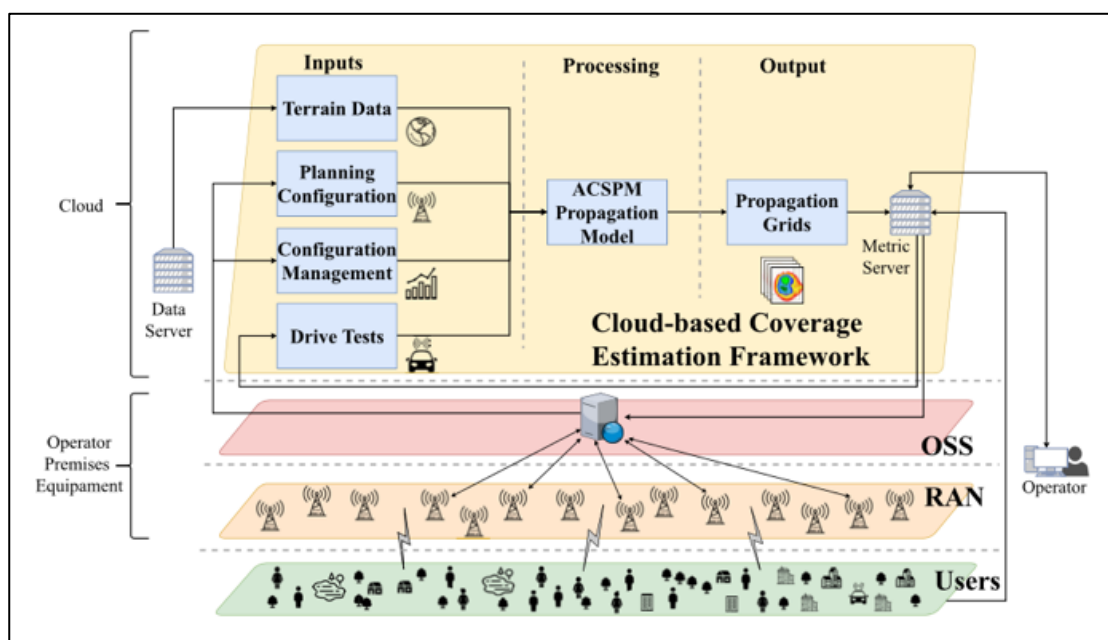 Inputs
Processing
Output
Terrain Data
Planning
Configuration
ACSPM
Propagation
Model
Propagation
Grids
Cloud
Configuration
Management
Metric
Server
Data
Server
Drive Tests
Cloud-based Coverage
Estimation Framework
Operator
Premises
Equipament
OSS
Operator
RAN
Users